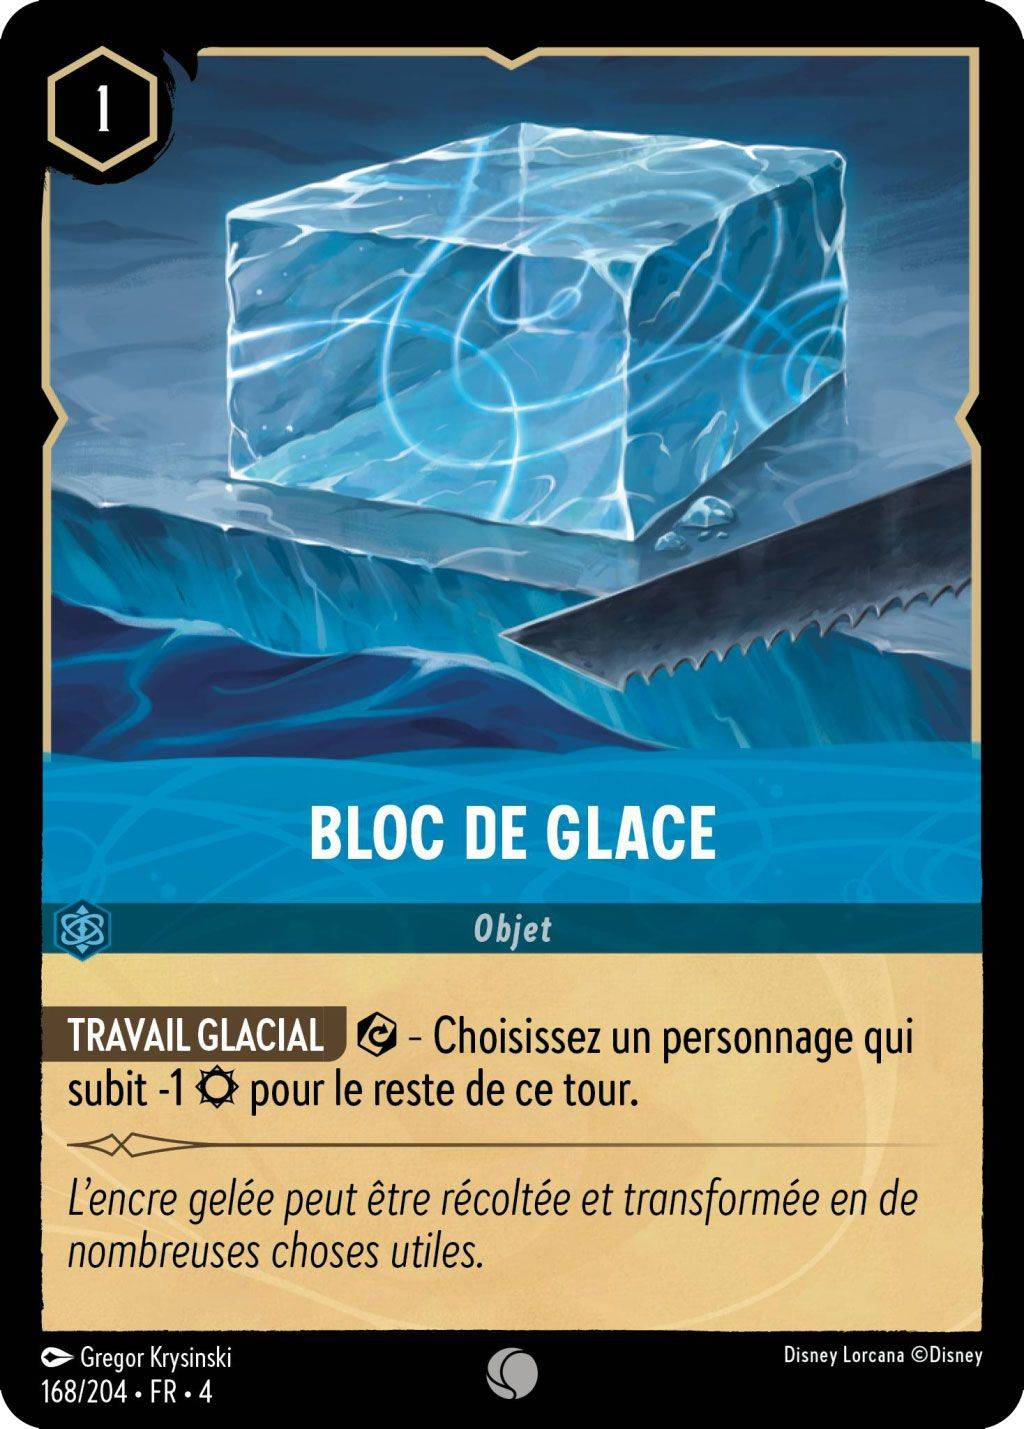 1
BLOC DE GLACE
Objet
TRAVAIL GLACIAL - Choisissez un personnage qui
subit -1 pour le reste de ce tour.
L'encre gelée peut être récoltée et transformée en de
nombreuses choses utiles.
Gregor Krysinski
Disney Lorcana ©Disney
168/204 • FR • 4